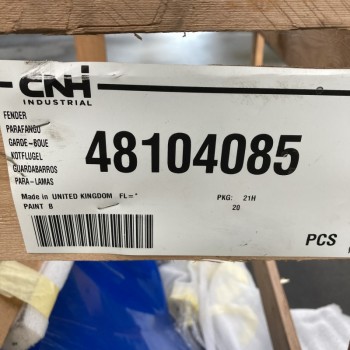 CNH
INDUSTRIAL
FENDER
PARAFANGO
GARDE-BOUE
KOTFLUGEL
GUARDABARROS
PARA-LAMAS
48104085
Made in UNITED KINGDOM FL="
PKG: 21H
PAINT B
20
PCS